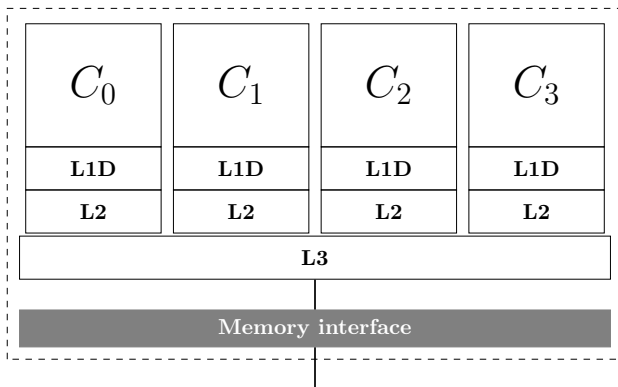 C0 C1 C2 C3
L1D L1D L1D L1D
L2 L2 L2 L2
L3
Memory interface